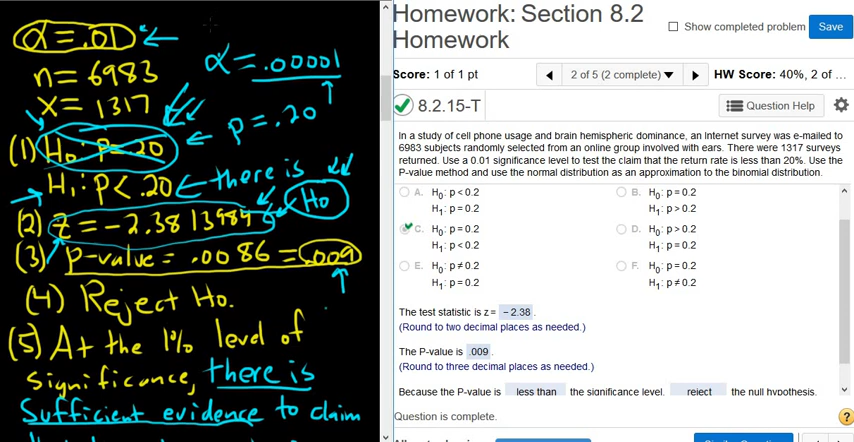 α = .01
n = 6983
x = 1317
(1) H₀: P = .20
H₁: P < .20
(2) z = -2.3813984
(3) p-value = .0086 = .009
(4) Reject H₀.
(5) At the 1% level of
significance, there is
sufficient evidence to claim
α = .00001
p = .20
there is
H₀
Homework: Section 8.2
Homework
Show completed problem
Save
Score: 1 of 1 pt
2 of 5 (2 complete)
HW Score: 40%, 2 of ...
8.2.15-T
Question Help
In a study of cell phone usage and brain hemispheric dominance, an Internet survey was e-mailed to
6983 subjects randomly selected from an online group involved with ears. There were 1317 surveys
returned. Use a 0.01 significance level to test the claim that the return rate is less than 20%. Use the
P-value method and use the normal distribution as an approximation to the binomial distribution.
A. H₀: p<0.2
H₁: p=0.2
B. H₀: p=0.2
H₁: p>0.2
C. H₀: p=0.2
H₁: p<0.2
D. H₀: p>0.2
H₁: p=0.2
E. H₀: p≠0.2
H₁: p=0.2
F. H₀: p=0.2
H₁: p≠0.2
The test statistic is z = -2.38.
(Round to two decimal places as needed.)
The P-value is .009.
(Round to three decimal places as needed.)
Because the P-value is less than the significance level, reject the null hypothesis.
Question is complete.
?